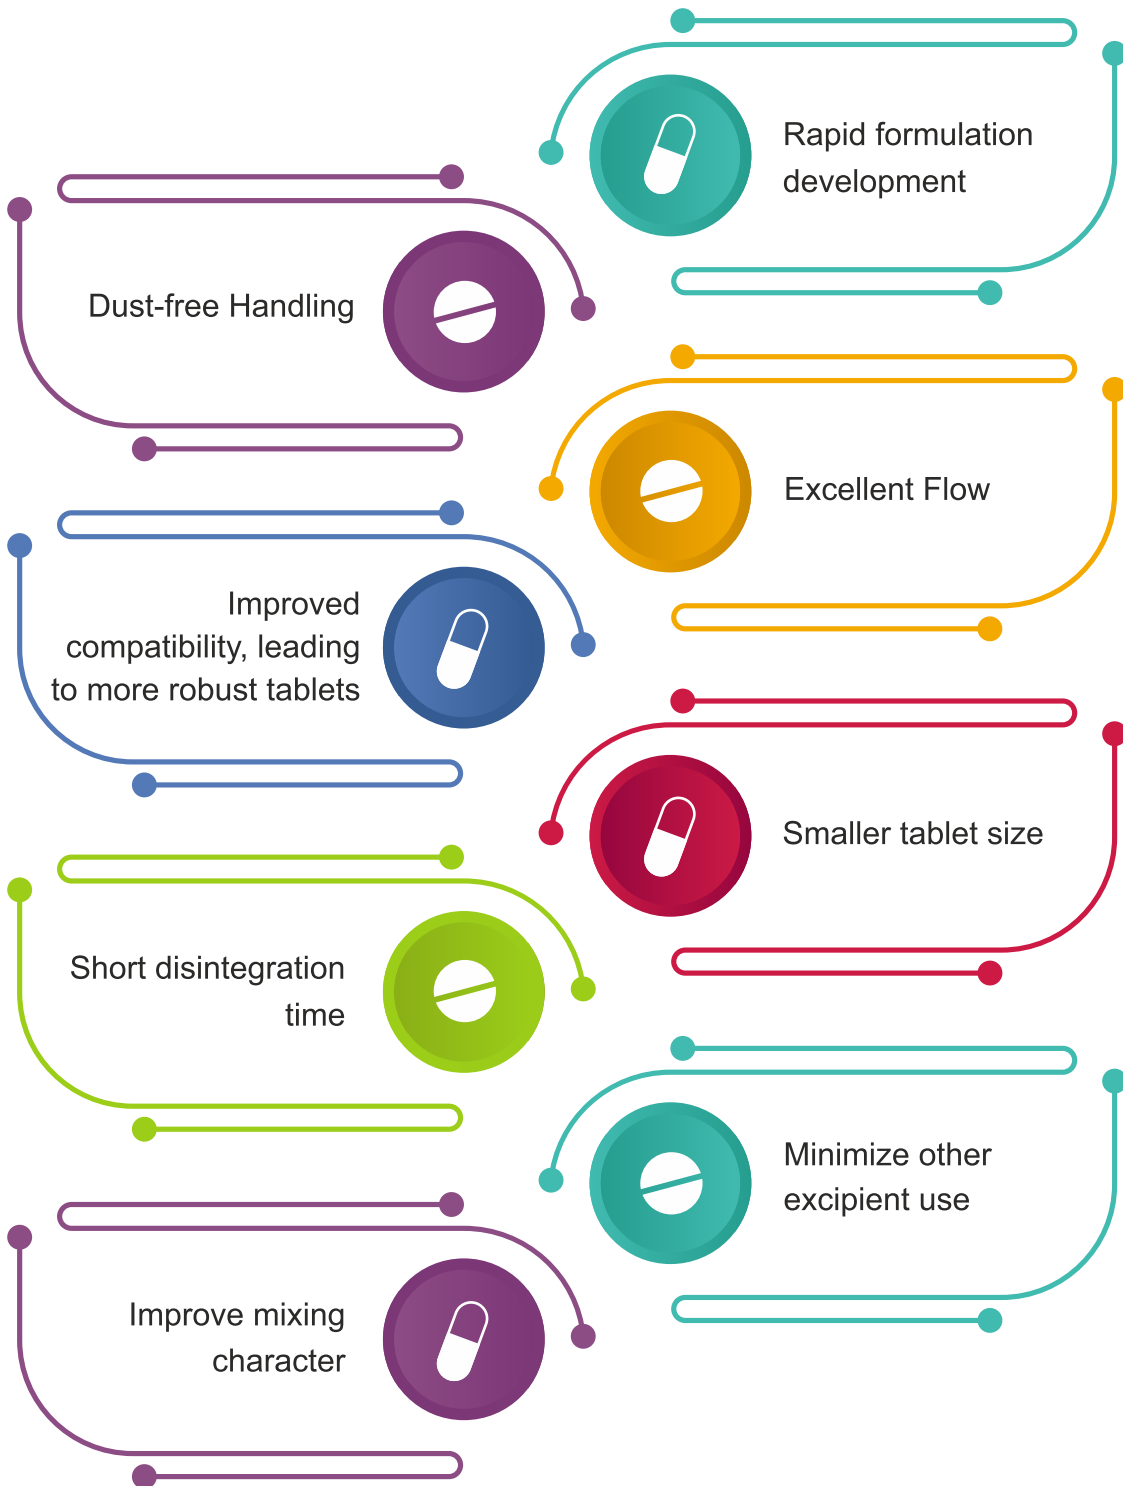 Rapid formulation
development
Dust-free Handling
Excellent Flow
Improved
compatibility, leading
to more robust tablets
Smaller tablet size
Short disintegration
time
Minimize other
excipient use
Improve mixing
character